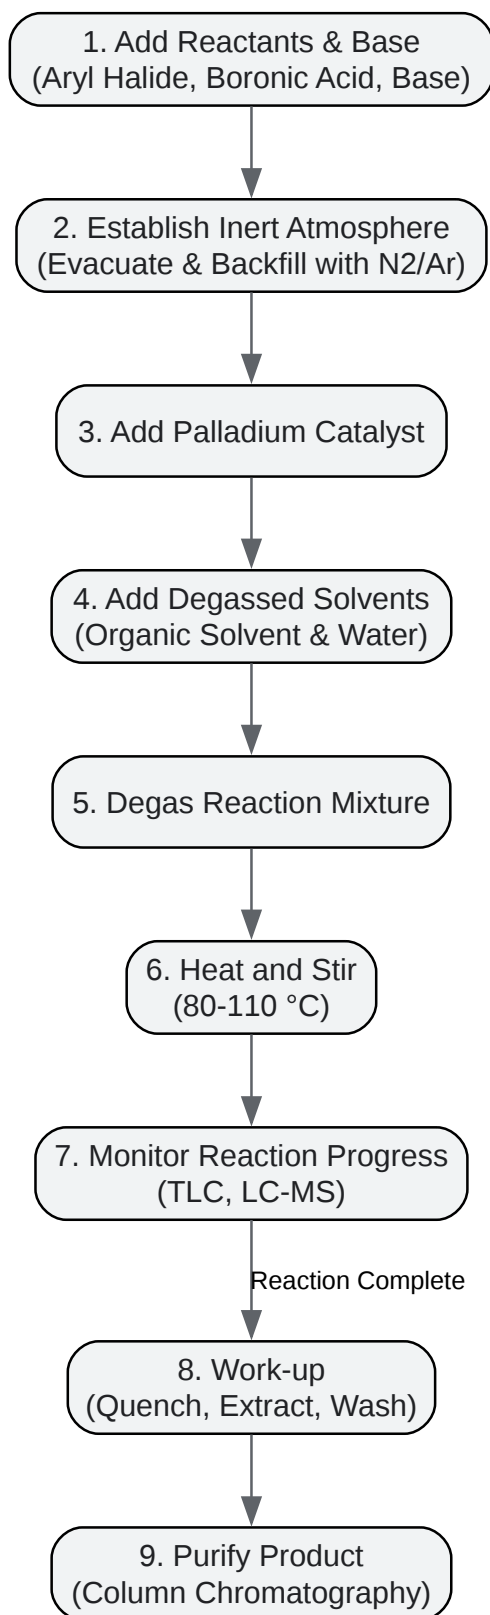 1. Add Reactants & Base
(Aryl Halide, Boronic Acid, Base)
2. Establish Inert Atmosphere
(Evacuate & Backfill with N2/Ar)
3. Add Palladium Catalyst
4. Add Degassed Solvents
(Organic Solvent & Water)
5. Degas Reaction Mixture
6. Heat and Stir
(80-110 °C)
7. Monitor Reaction Progress
(TLC, LC-MS)
Reaction Complete
8. Work-up
(Quench, Extract, Wash)
9. Purify Product
(Column Chromatography)